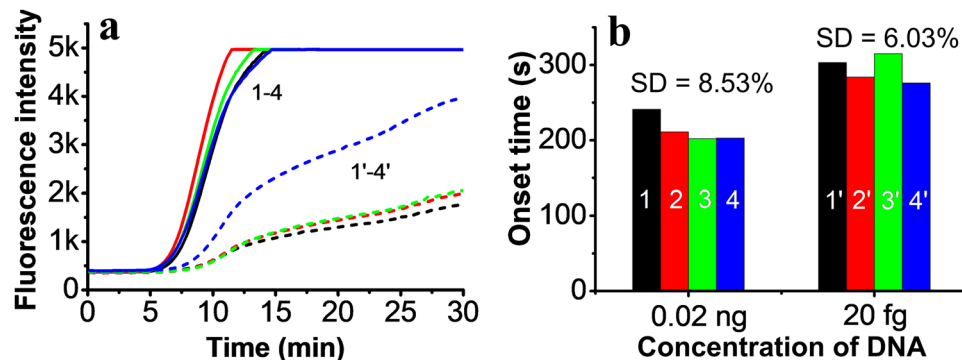 a
Fluorescence intensity
5k
4k
3k
2k
1k
0
1-4
1'-4'
0 5 10 15 20 25 30
Time (min)
b
Onset time (s)
300
200
100
0
SD = 8.53%
SD = 6.03%
1 2 3 4 1' 2' 3' 4'
0.02 ng 20 fg
Concentration of DNA